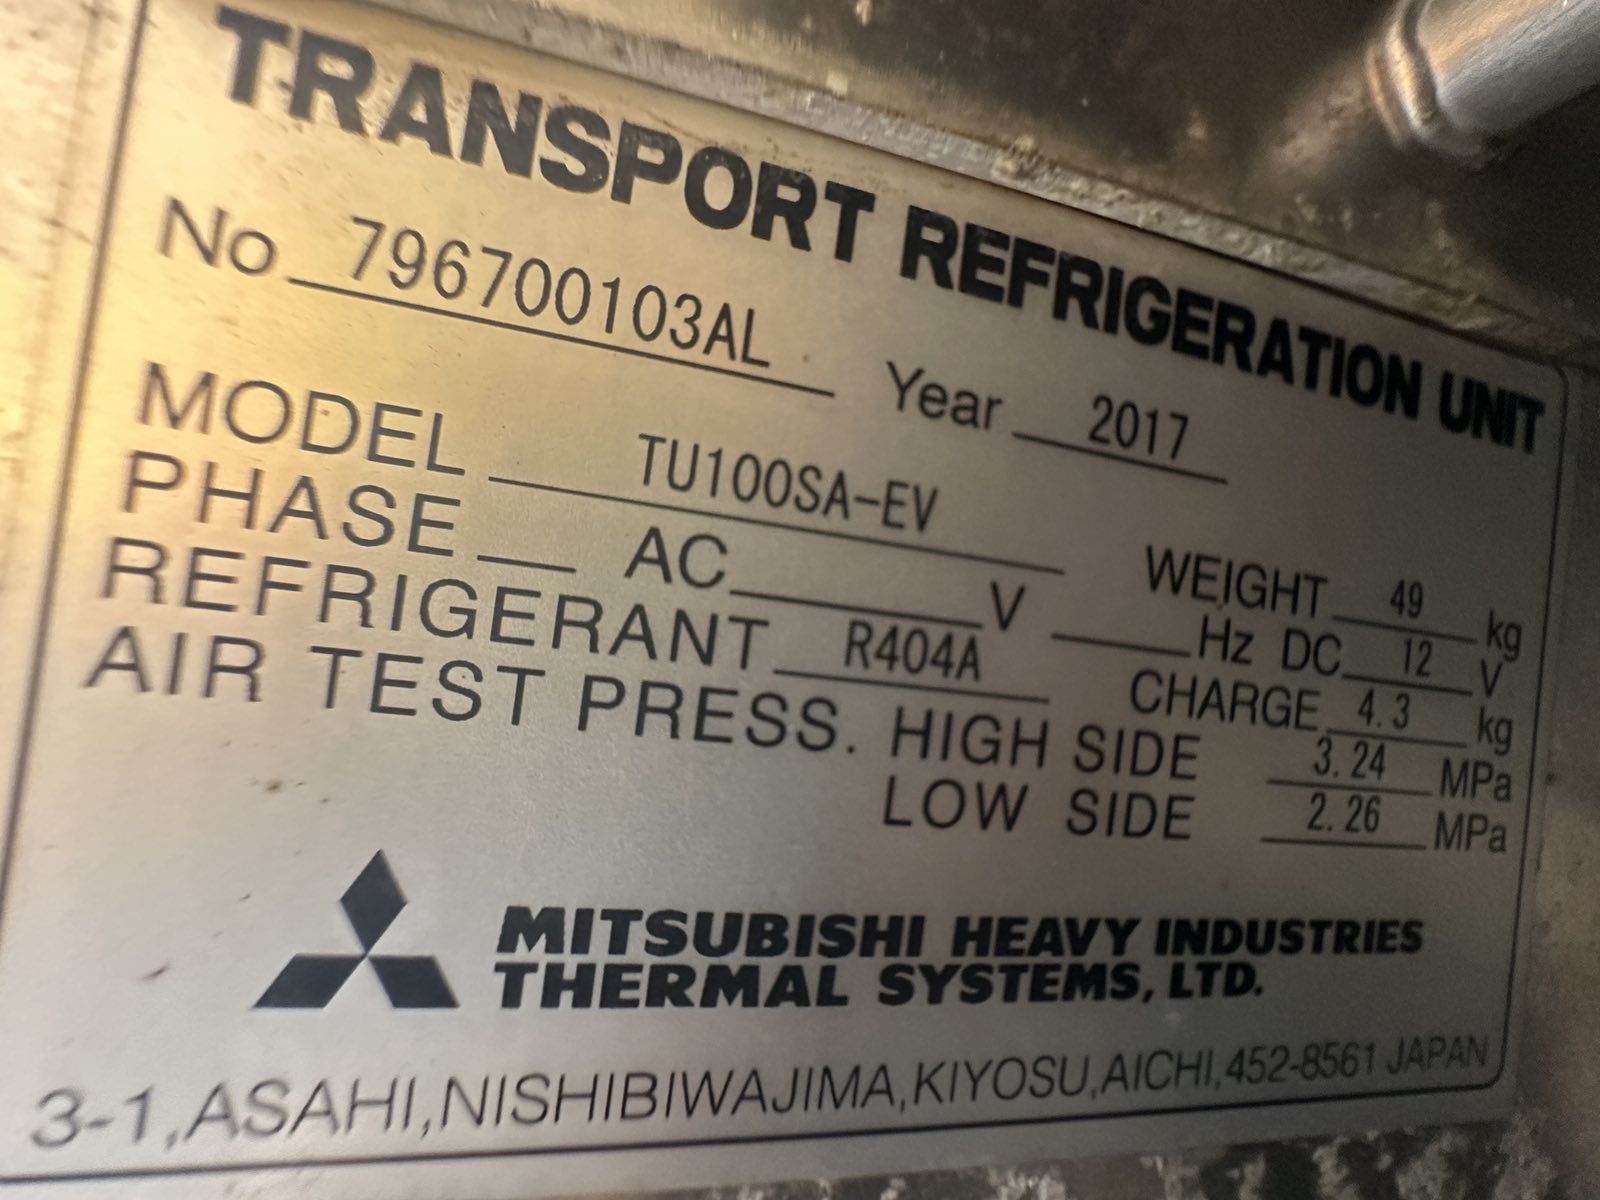 TRANSPORT REFRIGERATION UNIT
No 796700103AL Year 2017
MODEL TU100SA-EV WEIGHT 49 kg
PHASE AC V Hz DC 12 V
REFRIGERANT R404A CHARGE 4.3 kg
AIR TEST PRESS. HIGH SIDE 3.24 MPa
LOW SIDE 2.26 MPa
MITSUBISHI HEAVY INDUSTRIES
THERMAL SYSTEMS, LTD.
3-1, ASAHI, NISHIBIWAJIMA, KIYOSU, AICHI, 452-8561 JAPAN